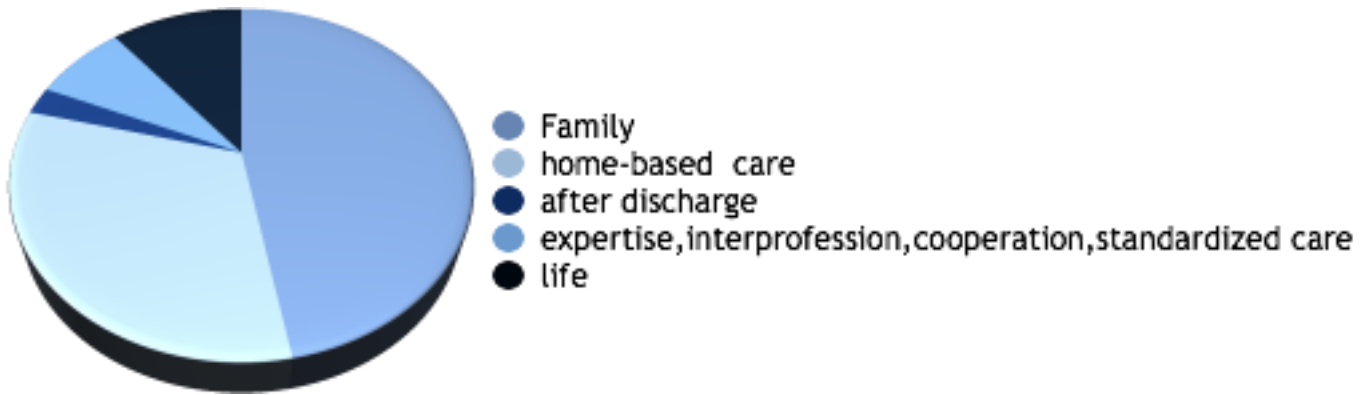 Family
home-based  care
after discharge
expertise,interprofession,cooperation,standardized care
life